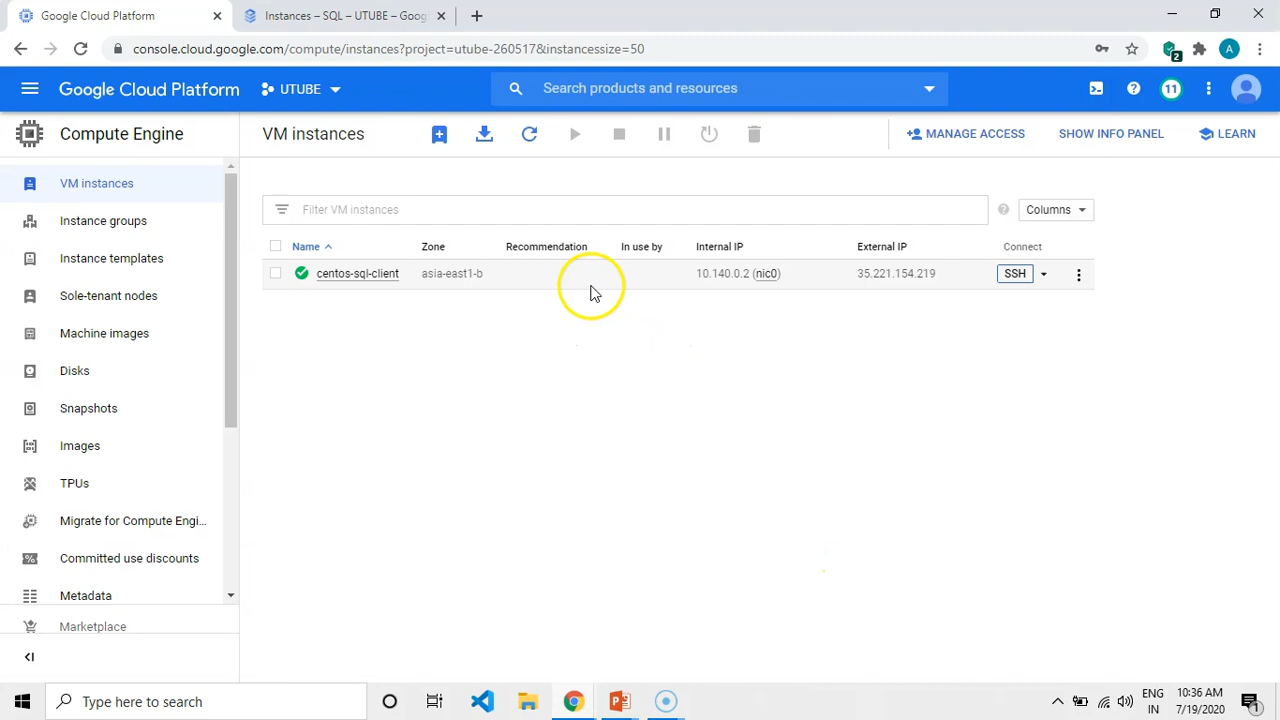 Google Cloud Platform
Instances – SQL – UTUBE – Goog
console.cloud.google.com/compute/instances?project=utube-260517&instancessize=50
2
A
Google Cloud Platform
UTUBE
Search products and resources
11
Compute Engine
VM instances
MANAGE ACCESS
SHOW INFO PANEL
LEARN
VM instances
Instance groups
Instance templates
Sole-tenant nodes
Machine images
Disks
Snapshots
Images
TPUs
Migrate for Compute Engi...
Committed use discounts
Metadata
Marketplace
Filter VM instances
Columns
Name Zone Recommendation In use by Internal IP External IP Connect
centos-sql-client asia-east1-b 10.140.0.2 (nic0) 35.221.154.219 SSH
Type here to search
ENG
IN
10:36 AM
7/19/2020
1